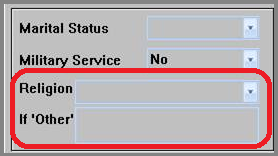 Marital Status
Military Service No
Religion
If 'Other'